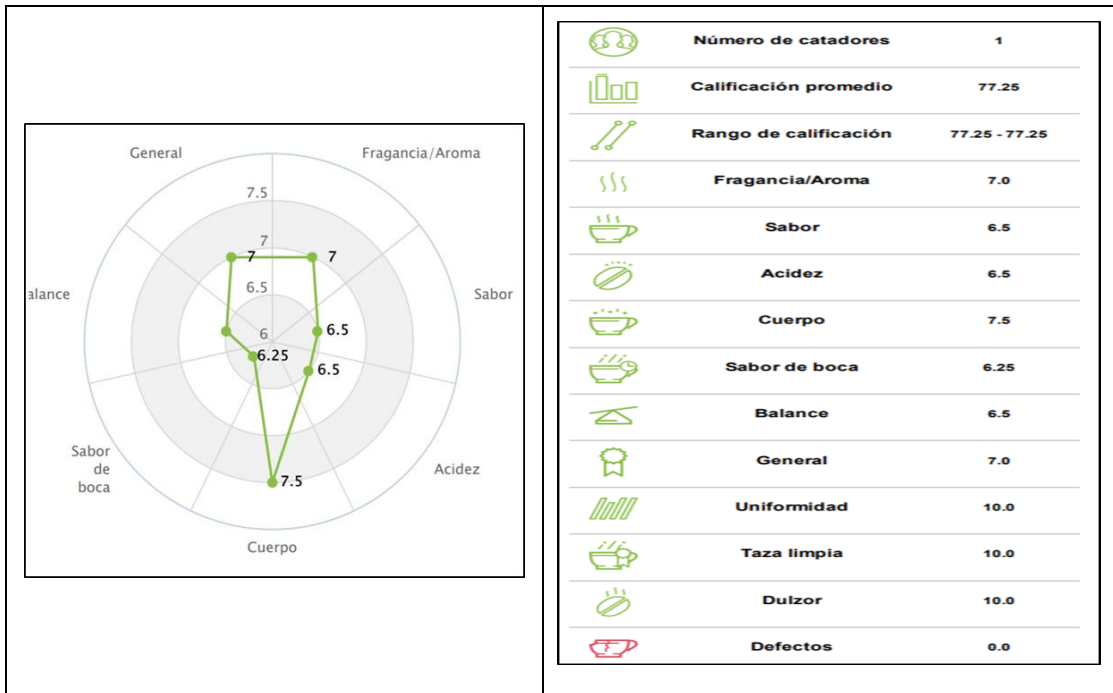 General
Fragancia/Aroma
7.5
7
7
7
6.5
alance
Sabor
6
6.5
6.25
6.5
Sabor
de
boca
Acidez
7.5
Cuerpo
Número de catadores 1
Calificación promedio 77.25
Rango de calificación 77.25 - 77.25
Fragancia/Aroma 7.0
Sabor 6.5
Acidez 6.5
Cuerpo 7.5
Sabor de boca 6.25
Balance 6.5
General 7.0
Uniformidad 10.0
Taza limpia 10.0
Dulzor 10.0
Defectos 0.0